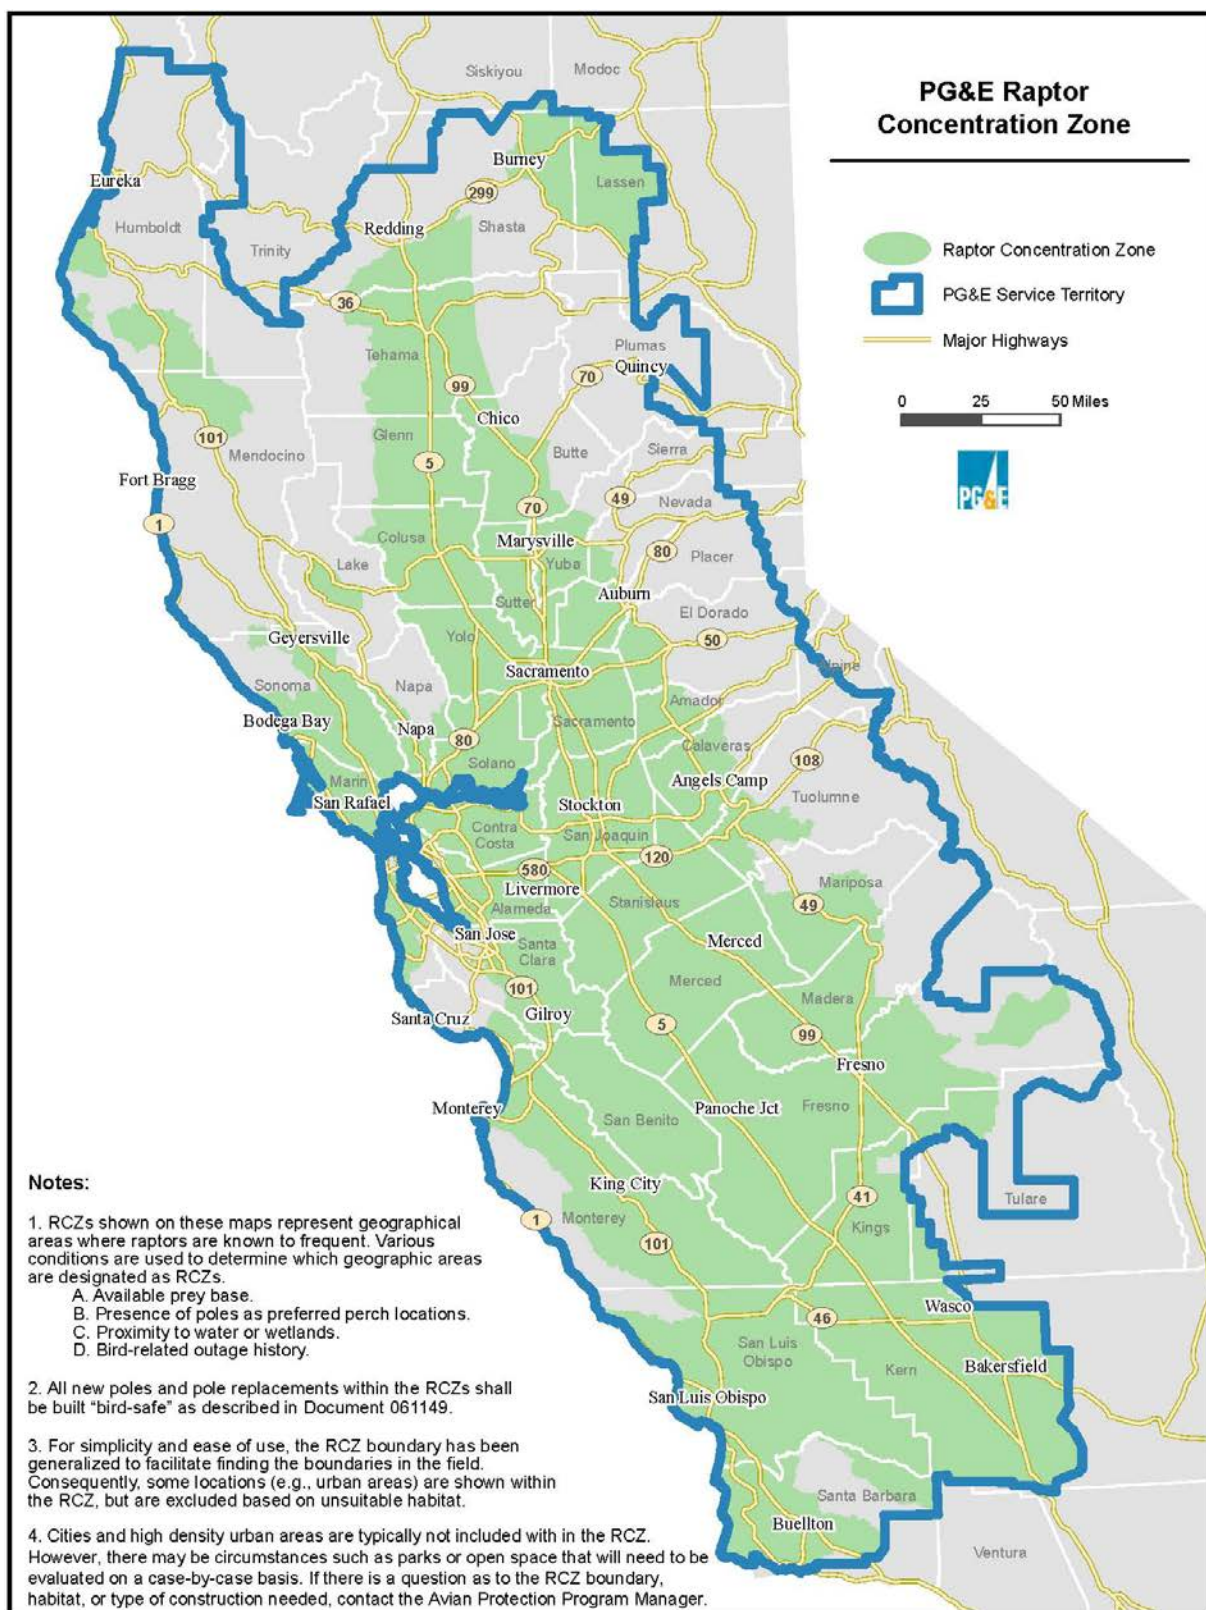 PG&E Raptor
Concentration Zone
Raptor Concentration Zone
PG&E Service Territory
Major Highways
0 25 50 Miles
PG&E
Siskiyou
Modoc
Burney
Eureka
Lassen
299
Humboldt
Redding
Shasta
Trinity
36
Plumas
Tehama
Quincy
70
99
Chico
Glenn
101
Butte
Mendocino
Sierra
5
Fort Bragg
49
Nevada
70
1
Colusa
Marysville
80
Placer
Lake
Yuba
Auburn
Sutter
El Dorado
Geyersville
Yolo
50
Sacramento
Alpine
Sonoma
Napa
Amador
Bodega Bay
Napa
Sacramento
80
Calaveras
Solano
108
Marin
Angels Camp
San Rafael
Stockton
Tuolumne
Contra
Costa
San Joaquin
120
580
Mariposa
Livermore
Alameda
Stanislaus
49
San Jose
Merced
Santa
Clara
Merced
101
Madera
Santa Cruz
Gilroy
5
99
Fresno
Monterey
Panoche Jct
Fresno
San Benito
King City
41
Tulare
1
Monterey
Kings
101
Wasco
46
San Luis
Obispo
Kern
Bakersfield
San Luis Obispo
Santa Barbara
Buellton
Ventura
Notes:
1. RCZs shown on these maps represent geographical
areas where raptors are known to frequent. Various
conditions are used to determine which geographic areas
are designated as RCZs.
A. Available prey base.
B. Presence of poles as preferred perch locations.
C. Proximity to water or wetlands.
D. Bird-related outage history.
2. All new poles and pole replacements within the RCZs shall
be built “bird-safe” as described in Document 061149.
3. For simplicity and ease of use, the RCZ boundary has been
generalized to facilitate finding the boundaries in the field.
Consequently, some locations (e.g., urban areas) are shown within
the RCZ, but are excluded based on unsuitable habitat.
4. Cities and high density urban areas are typically not included with in the RCZ.
However, there may be circumstances such as parks or open space that will need to be
evaluated on a case-by-case basis. If there is a question as to the RCZ boundary,
habitat, or type of construction needed, contact the Avian Protection Program Manager.